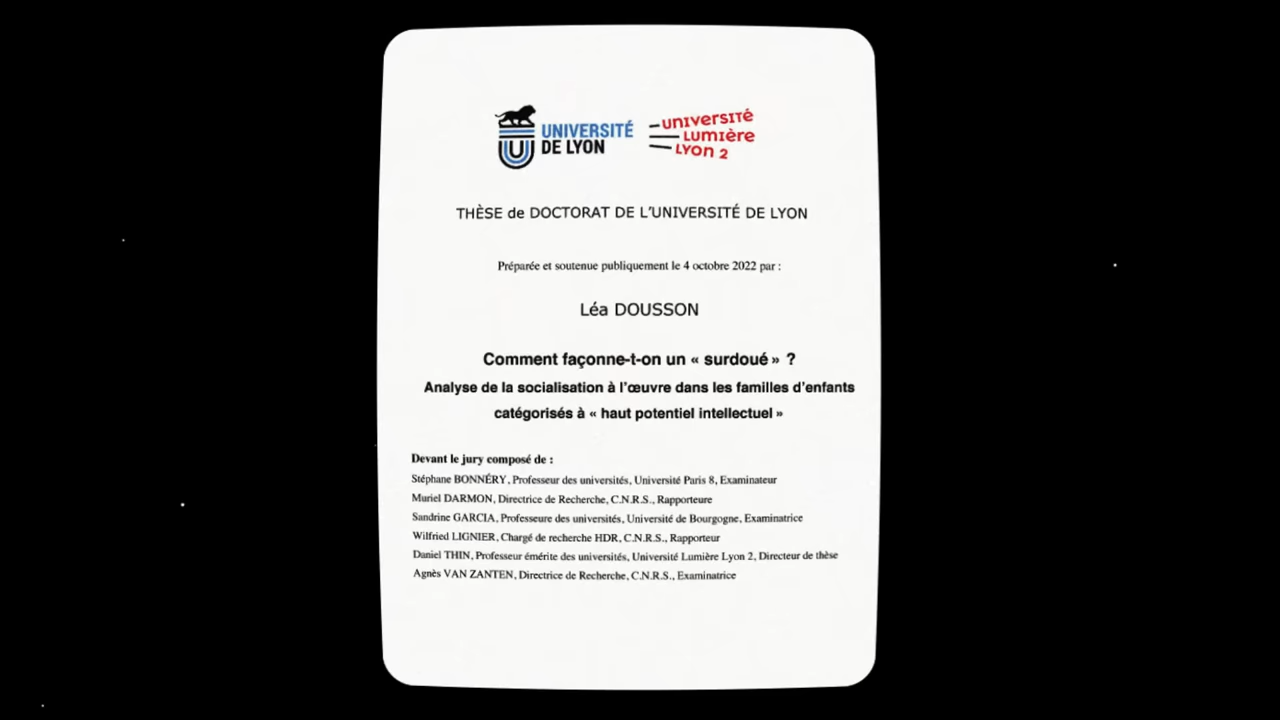 UNIVERSITÉ
DE LYON
université
Lumière
Lyon 2
THÈSE de DOCTORAT DE L'UNIVERSITÉ DE LYON
Préparée et soutenue publiquement le 4 octobre 2022 par :
Léa DOUSSON
Comment façonne-t-on un « surdoué » ?
Analyse de la socialisation à l'œuvre dans les familles d'enfants
catégorisés à « haut potentiel intellectuel »
Devant le jury composé de :
Stéphane BONNÉRY, Professeur des universités, Université Paris 8, Examinateur
Muriel DARMON, Directrice de Recherche, C.N.R.S., Rapporteure
Sandrine GARCIA, Professeure des universités, Université de Bourgogne, Examinatrice
Wilfried LIGNIER, Chargé de recherche HDR, C.N.R.S., Rapporteur
Daniel THIN, Professeur émérite des universités, Université Lumière Lyon 2, Directeur de thèse
Agnès VAN ZANTEN, Directrice de Recherche, C.N.R.S., Examinatrice